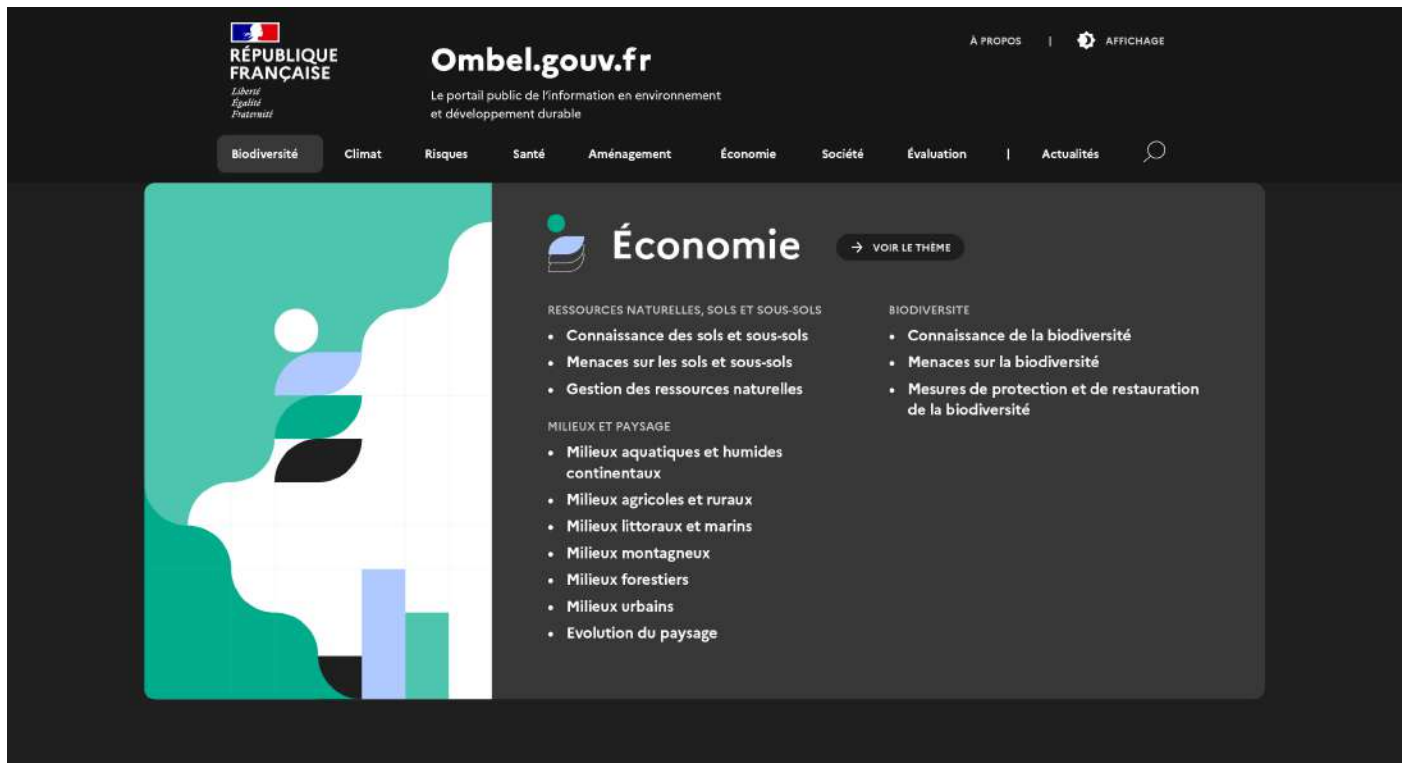 RÉPUBLIQUE
FRANÇAISE
Liberté
Égalité
Fraternité
Ombel.gouv.fr
Le portail public de l'information en environnement
et développement durable
À PROPOS | AFFICHAGE
Biodiversité Climat Risques Santé Aménagement Économie Société Évaluation | Actualités
Économie
→ VOIR LE THÈME
RESSOURCES NATURELLES, SOLS ET SOUS-SOLS
• Connaissance des sols et sous-sols
• Menaces sur les sols et sous-sols
• Gestion des ressources naturelles
MILIEUX ET PAYSAGE
• Milieux aquatiques et humides
continentaux
• Milieux agricoles et ruraux
• Milieux littoraux et marins
• Milieux montagneux
• Milieux forestiers
• Milieux urbains
• Evolution du paysage
BIODIVERSITE
• Connaissance de la biodiversité
• Menaces sur la biodiversité
• Mesures de protection et de restauration
de la biodiversité